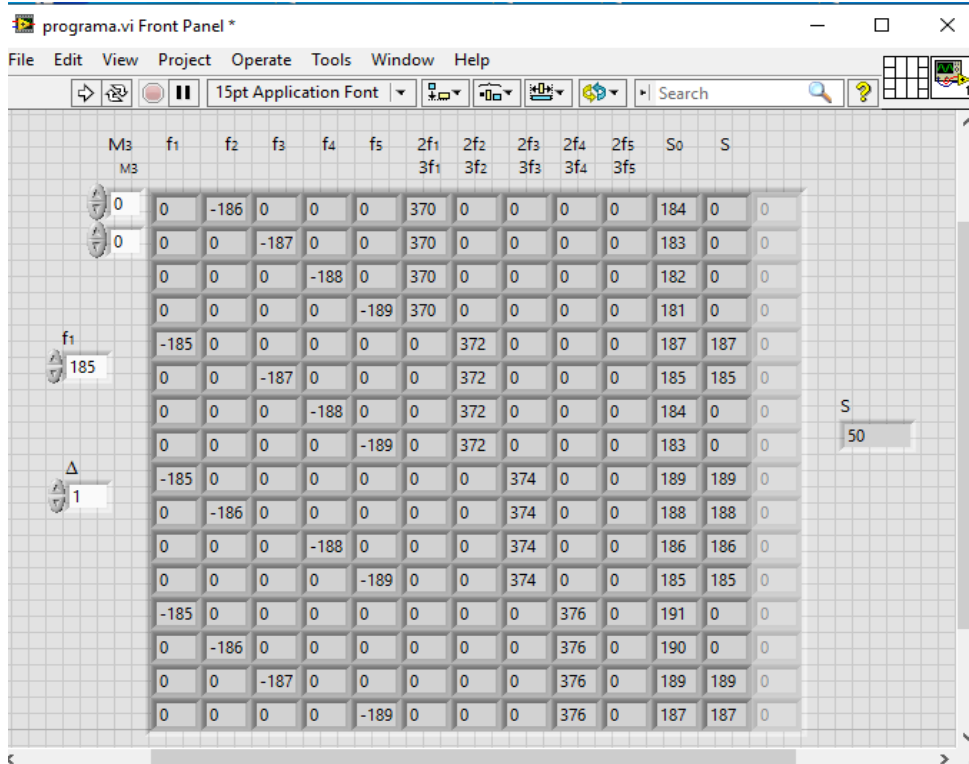 programa.vi Front Panel *
File Edit View Project Operate Tools Window Help
15pt Application Font Search ?
M3 f1 f2 f3 f4 f5 2f1 2f2 2f3 2f4 2f5 S0 S
M3 3f1 3f2 3f3 3f4 3f5
0 0 -186 0 0 0 370 0 0 0 0 184 0 0
0 0 0 -187 0 0 370 0 0 0 0 183 0 0
0 0 0 -188 0 370 0 0 0 0 182 0 0
0 0 0 0 -189 370 0 0 0 0 181 0 0
f1
-185 0 0 0 0 0 372 0 0 0 187 187 0
185
0 0 -187 0 0 0 372 0 0 0 185 185 0
0 0 0 -188 0 0 372 0 0 0 184 0 0
S
0 0 0 0 -189 0 372 0 0 0 183 0 0
50
Δ
-185 0 0 0 0 0 0 374 0 0 189 189 0
1
0 -186 0 0 0 0 0 374 0 0 188 188 0
0 0 0 -188 0 0 0 374 0 0 186 186 0
0 0 0 0 -189 0 0 374 0 0 185 185 0
-185 0 0 0 0 0 0 0 376 0 191 0 0
0 -186 0 0 0 0 0 0 376 0 190 0 0
0 0 -187 0 0 0 0 0 376 0 189 189 0
0 0 0 0 -189 0 0 0 376 0 187 187 0